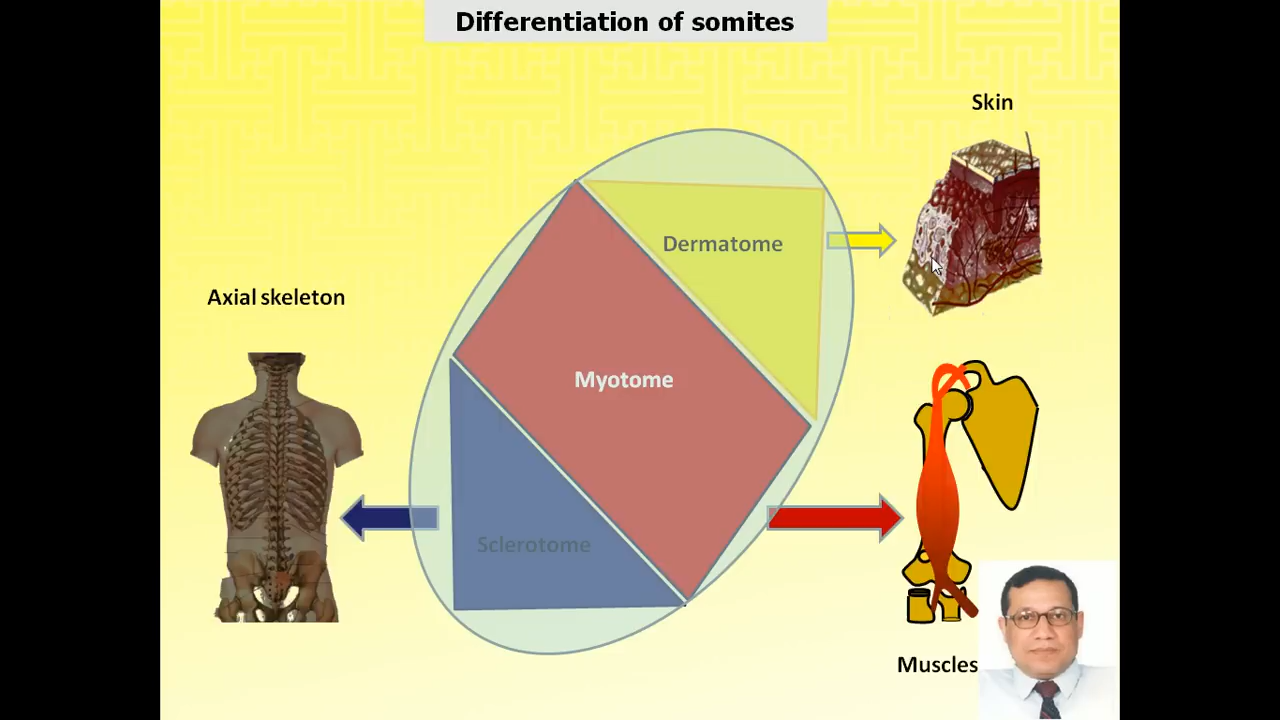 Differentiation of somites
Skin
Dermatome
Axial skeleton
Myotome
Sclerotome
Muscles